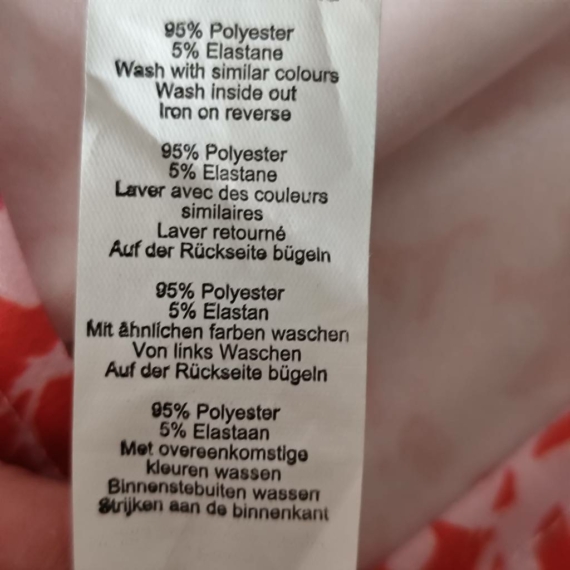 95% Polyester
5% Elastane
Wash with similar colours
Wash inside out
Iron on reverse
95% Polyester
5% Elastane
Laver avec des couleurs
similaires
Laver retourné
Auf der Rückseite bügeln
95% Polyester
5% Elastan
Mit ähnlichen farben waschen
Von links Waschen
Auf der Rückseite bügeln
95% Polyester
5% Elastaan
Met overeenkomstige
kleuren wassen
Binnenstebuiten wassen
Strijken aan de binnenkant